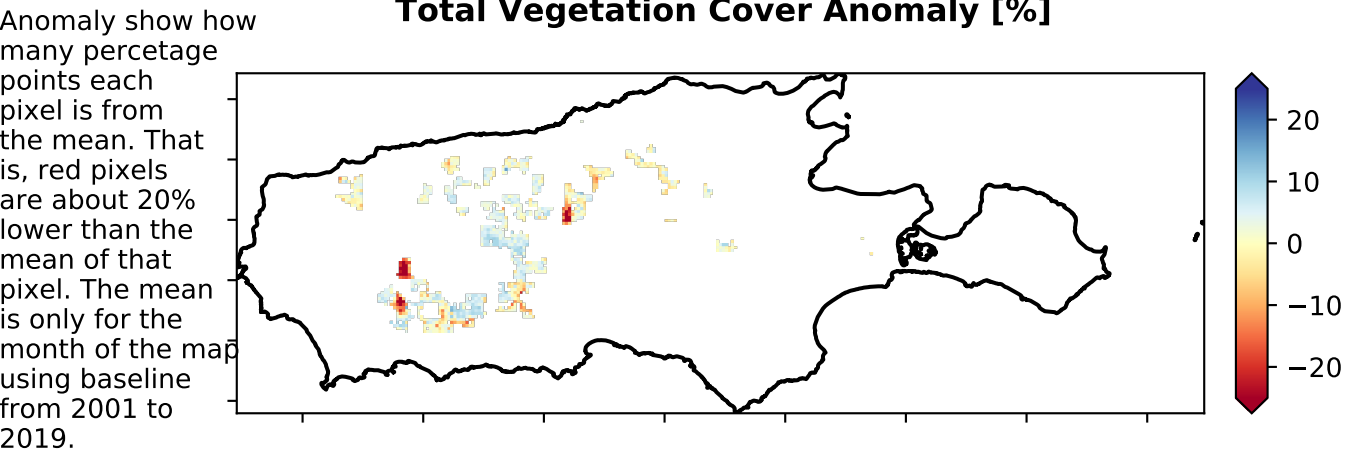 Total Vegetation Cover Anomaly [%]
Anomaly show how
many percetage
points each
pixel is from
the mean. That
is, red pixels
are about 20%
lower than the
mean of that
pixel. The mean
is only for the
month of the map
using baseline
from 2001 to
2019.
20
10
0
−10
−20